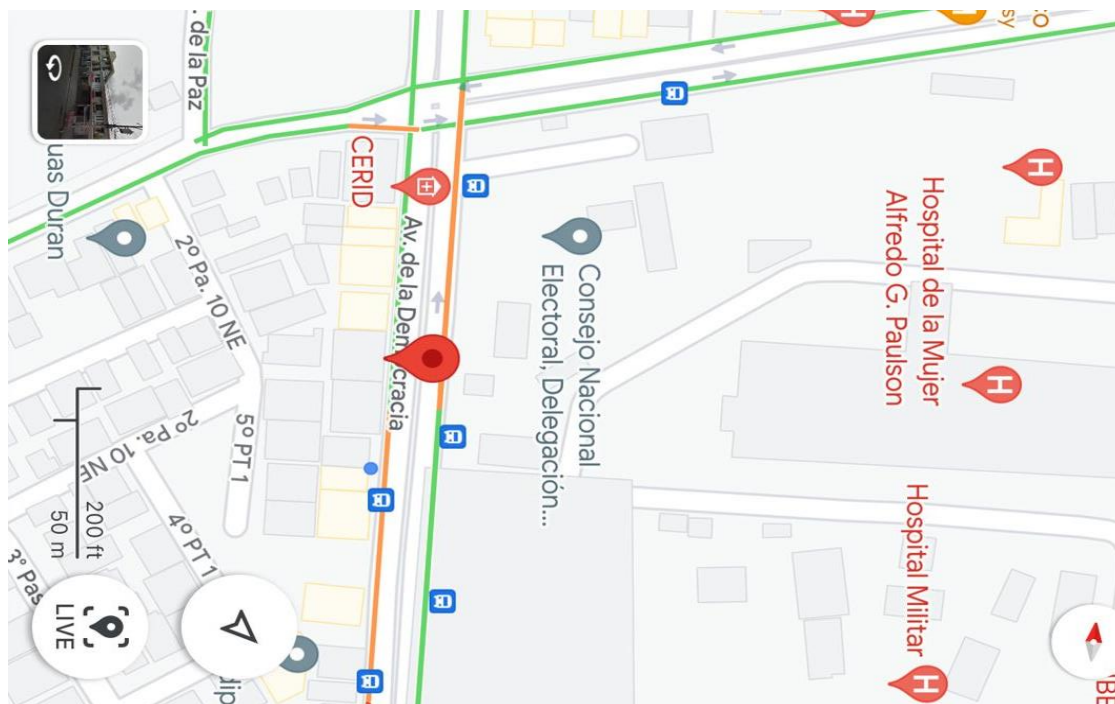 Hospital de la Mujer
Alfredo G. Paulson
Hospital Militar
H
H
H
H
Consejo Nacional
Electoral, Delegación...
Av. de la Democracia
CERID
. de la Paz
uas Duran
2º Pa. 10 NE
2º Pa. 10 NE
5º PT 1
4º PT 1
3º Pas
200 ft
50 m
LIVE